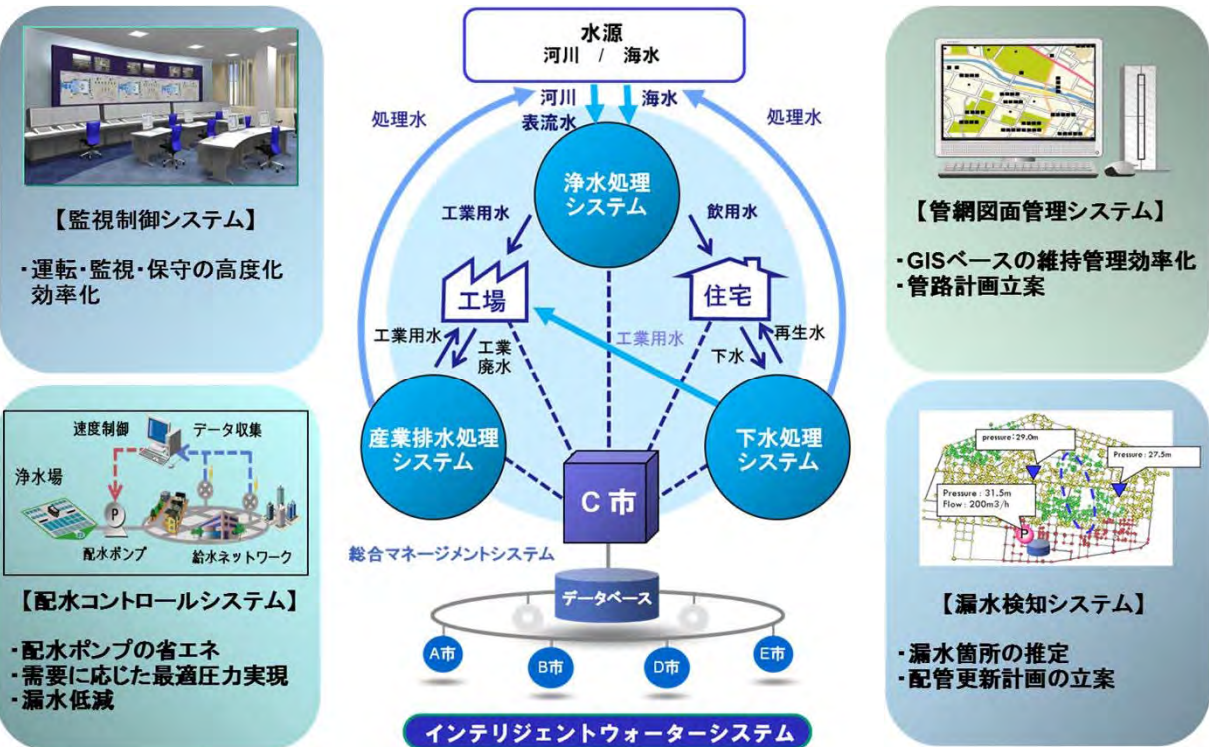 水源
河川 / 海水
処理水
河川
表流水
海水
処理水
浄水処理
システム
工業用水
飲用水
工場
住宅
工業用水
工業
廃水
工業用水
下水
再生水
産業排水処理
システム
下水処理
システム
C市
総合マネージメントシステム
データベース
A市
B市
D市
E市
インテリジェントウォーターシステム
【監視制御システム】
・運転・監視・保守の高度化
効率化
速度制御
データ収集
浄水場
P
配水ポンプ
給水ネットワーク
【配水コントロールシステム】
・配水ポンプの省エネ
・需要に応じた最適圧力実現
・漏水低減
【管網図面管理システム】
・GISベースの維持管理効率化
・管路計画立案
pressure：29.0m
Pressure : 27.5m
Pressure : 31.5m
Flow : 200m3/h
P
【漏水検知システム】
・漏水箇所の推定
・配管更新計画の立案